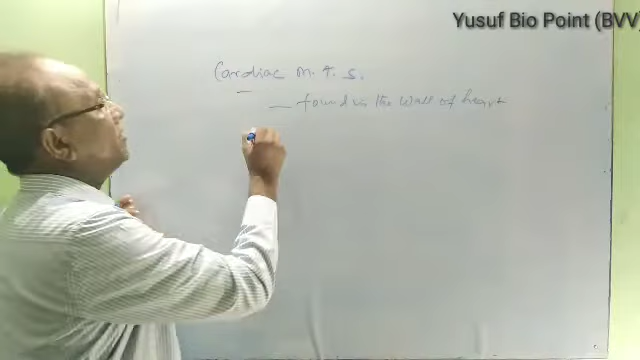 Yusuf Bio Point (BVV)
Cardiac m. T. s.
— found in the wall of heart